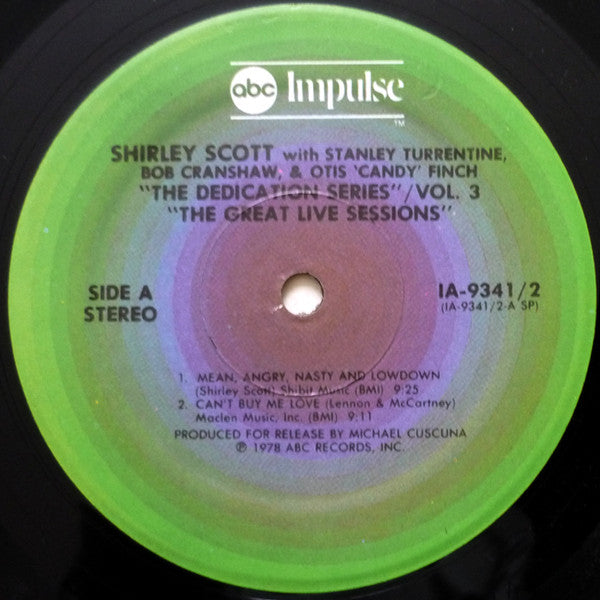 abc Impulse
TM
SHIRLEY SCOTT with STANLEY TURRENTINE,
BOB CRANSHAW, & OTIS 'CANDY' FINCH
"THE DEDICATION SERIES"/VOL. 3
"THE GREAT LIVE SESSIONS"
SIDE A
STEREO
IA-9341/2
(IA-9341/2-A SP)
1. MEAN, ANGRY, NASTY AND LOWDOWN
(Shirley Scott) Shibit Music (BMI) 9:25
2. CAN'T BUY ME LOVE (Lennon & McCartney)
Maclen Music, Inc. (BMI) 9:11
PRODUCED FOR RELEASE BY MICHAEL CUSCUNA
℗ 1978 ABC RECORDS, INC.